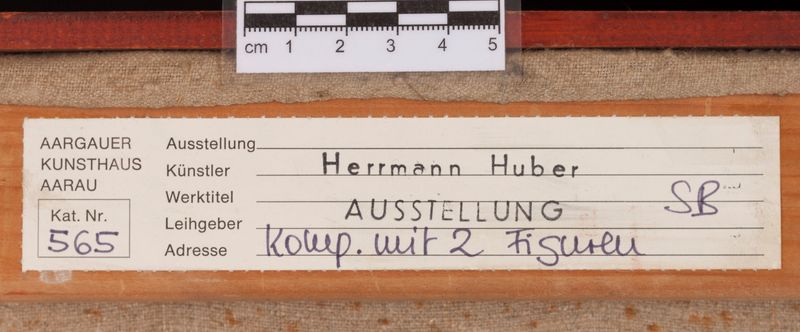 cm 1 2 3 4 5
AARGAUER
KUNSTHAUS
AARAU
Kat. Nr.
565
Ausstellung
Künstler Herrmann Huber
Werktitel
Leihgeber AUSSTELLUNG SB
Adresse Komp. mit 2 Figuren